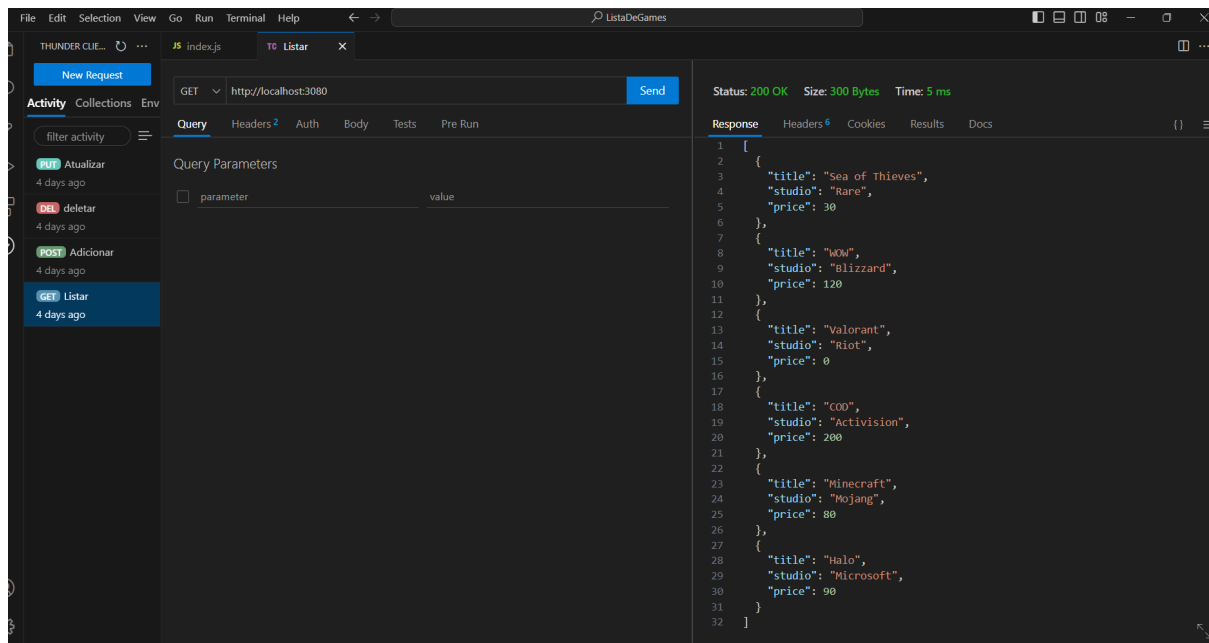 File Edit Selection View Go Run Terminal Help ListaDeGames
THUNDER CLIE... JS index.js TC Listar
New Request
Activity Collections Env
filter activity
PUT Atualizar
4 days ago
DEL deletar
4 days ago
POST Adicionar
4 days ago
GET Listar
4 days ago
GET http://localhost:3080 Send
Query Headers 2 Auth Body Tests Pre Run
Query Parameters
parameter value
Status: 200 OK Size: 300 Bytes Time: 5 ms
Response Headers 6 Cookies Results Docs {}
1 [
2 {
3 "title": "Sea of Thieves",
4 "studio": "Rare",
5 "price": 30
6 },
7 {
8 "title": "WOW",
9 "studio": "Blizzard",
10 "price": 120
11 },
12 {
13 "title": "Valorant",
14 "studio": "Riot",
15 "price": 0
16 },
17 {
18 "title": "COD",
19 "studio": "Activision",
20 "price": 200
21 },
22 {
23 "title": "Minecraft",
24 "studio": "Mojang",
25 "price": 80
26 },
27 {
28 "title": "Halo",
29 "studio": "Microsoft",
30 "price": 90
31 }
32 ]